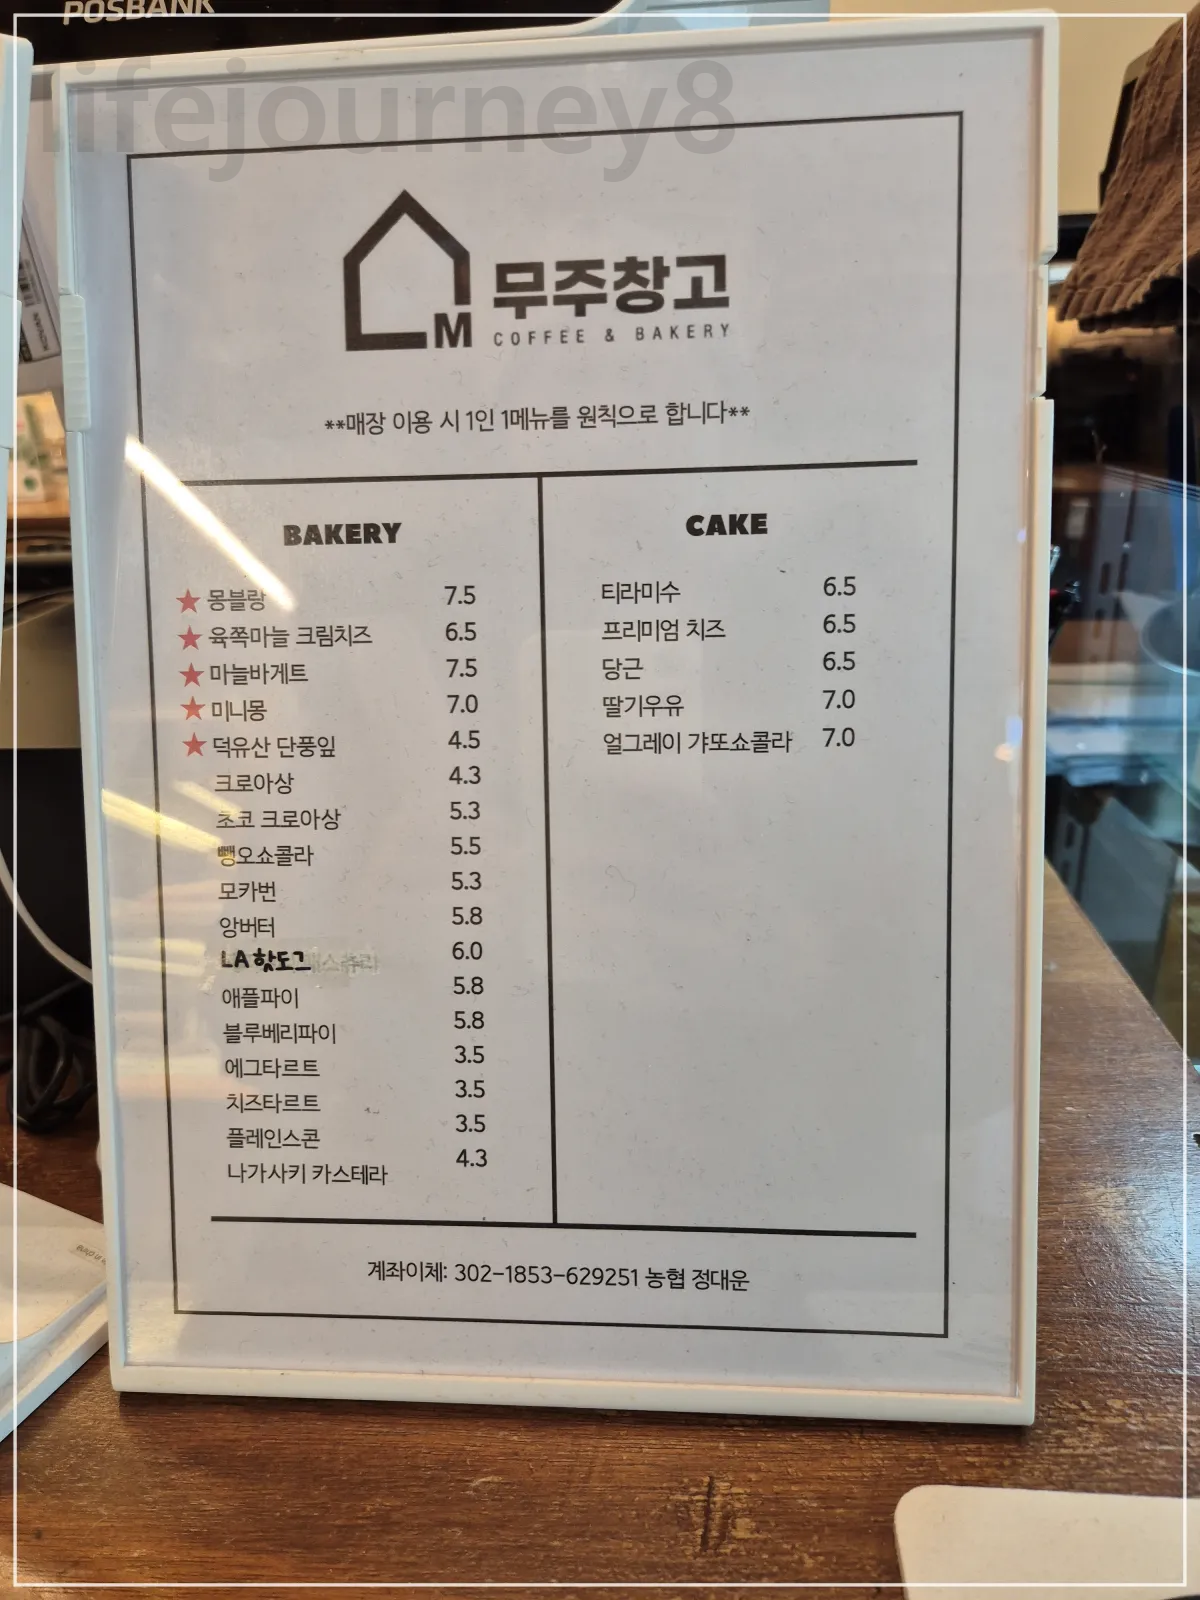 POSBANK
lifejourney8
M 무주창고
COFFEE & BAKERY
**매장 이용 시 1인 1메뉴를 원칙으로 합니다**
BAKERY
★ 몽블랑 7.5
★ 육쪽마늘 크림치즈 6.5
★ 마늘바게트 7.5
★ 미니몽 7.0
★ 덕유산 단풍잎 4.5
크로아상 4.3
초코 크로아상 5.3
뺑오쇼콜라 5.5
모카번 5.3
앙버터 5.8
LA핫도그 6.0
애플파이 5.8
블루베리파이 5.8
에그타르트 3.5
치즈타르트 3.5
플레인스콘 3.5
나가사키 카스테라 4.3
CAKE
티라미수 6.5
프리미엄 치즈 6.5
당근 6.5
딸기우유 7.0
얼그레이 갸또쇼콜라 7.0
계좌이체: 302-1853-629251 농협 정대운